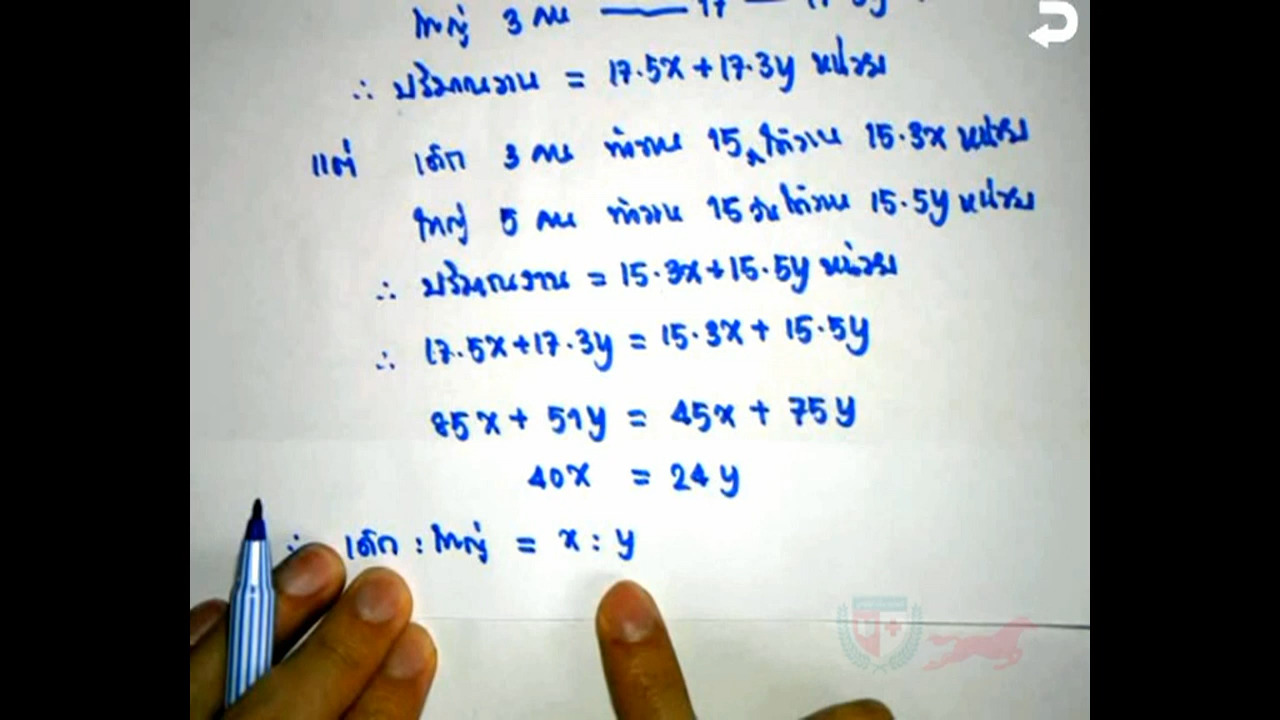 ใหญ่ 3 คน —— 17 —
∴ ปริมาณงาน = 17.5x + 17.3y หน่วย
แต่ เด็ก 3 คน ทำงาน 15 ได้งาน 15.3x หน่วย
ใหญ่ 5 คน ทำงาน 15 วันได้งาน 15.5y หน่วย
∴ ปริมาณงาน = 15.3x + 15.5y หน่วย
∴ 17.5x + 17.3y = 15.3x + 15.5y
85x + 51y = 45x + 75y
40x = 24y
∴ เด็ก : ใหญ่ = x : y